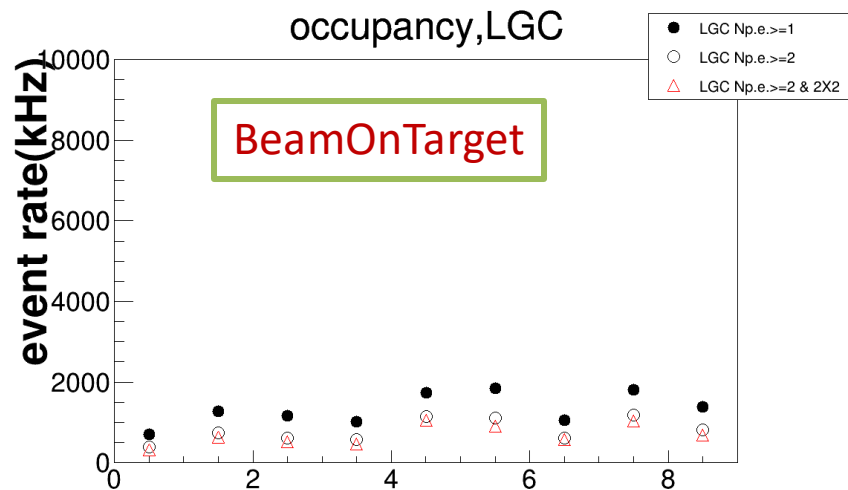 occupancy,LGC
LGC Np.e.>=1
LGC Np.e.>=2
LGC Np.e.>=2 & 2X2
BeamOnTarget
event rate(kHz)
10000
8000
6000
4000
2000
0
0 2 4 6 8